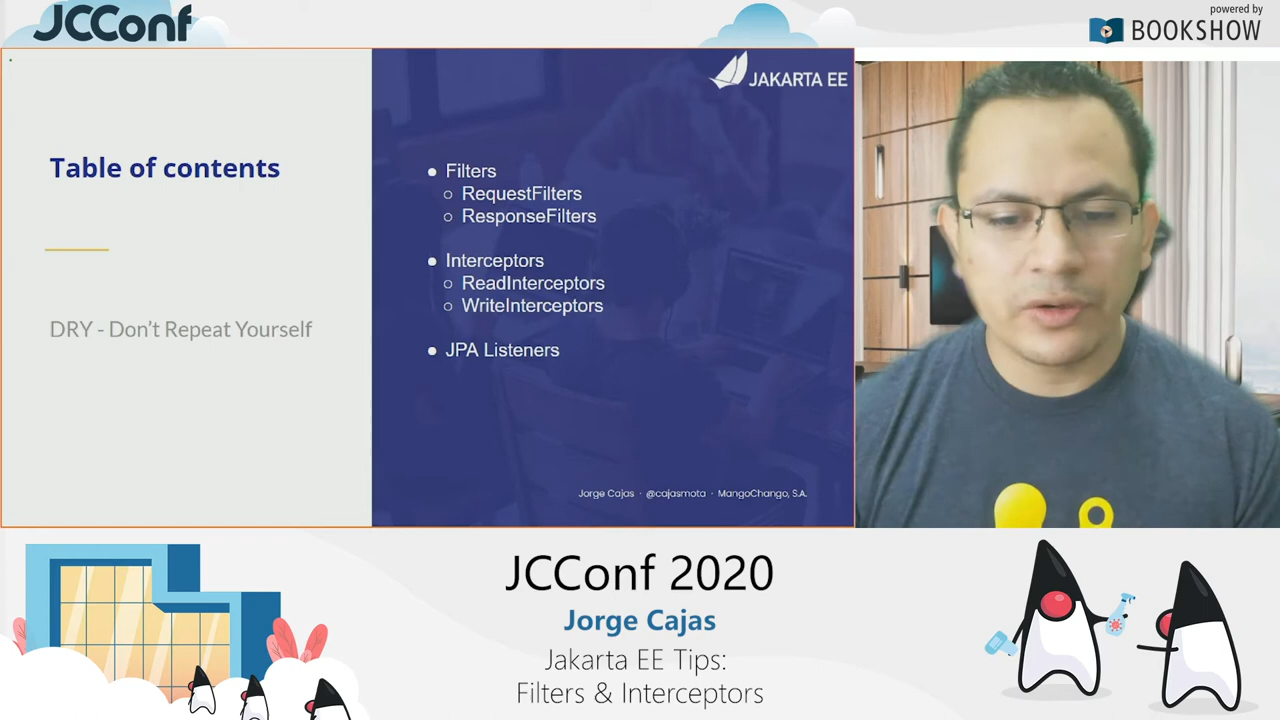 JCConf
powered by
BOOKSHOW
JAKARTA EE
Table of contents
DRY - Don't Repeat Yourself
Filters
RequestFilters
ResponseFilters
Interceptors
ReadInterceptors
WriteInterceptors
JPA Listeners
Jorge Cajas · @cajasmota · MangoChango, S.A.
JCConf 2020
Jorge Cajas
Jakarta EE Tips:
Filters & Interceptors